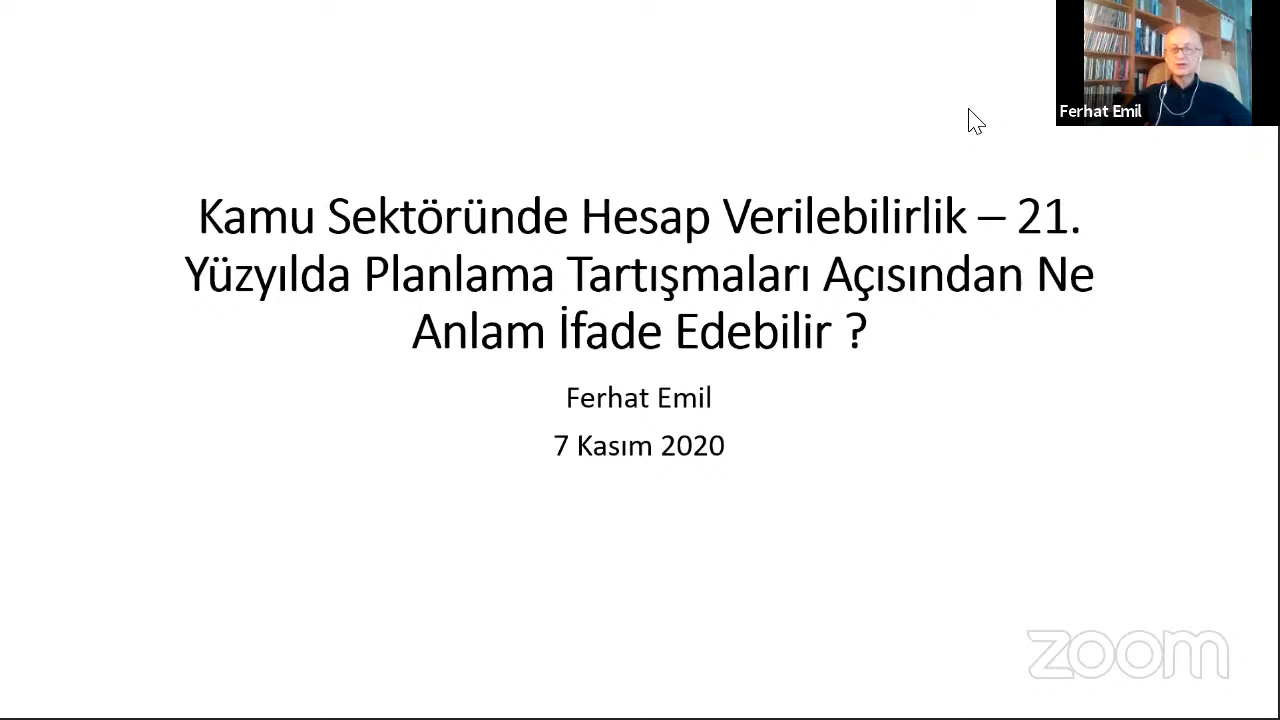 Ferhat Emil
Kamu Sektöründe Hesap Verilebilirlik – 21.
Yüzyılda Planlama Tartışmaları Açısından Ne
Anlam İfade Edebilir ?
Ferhat Emil
7 Kasım 2020
zoom